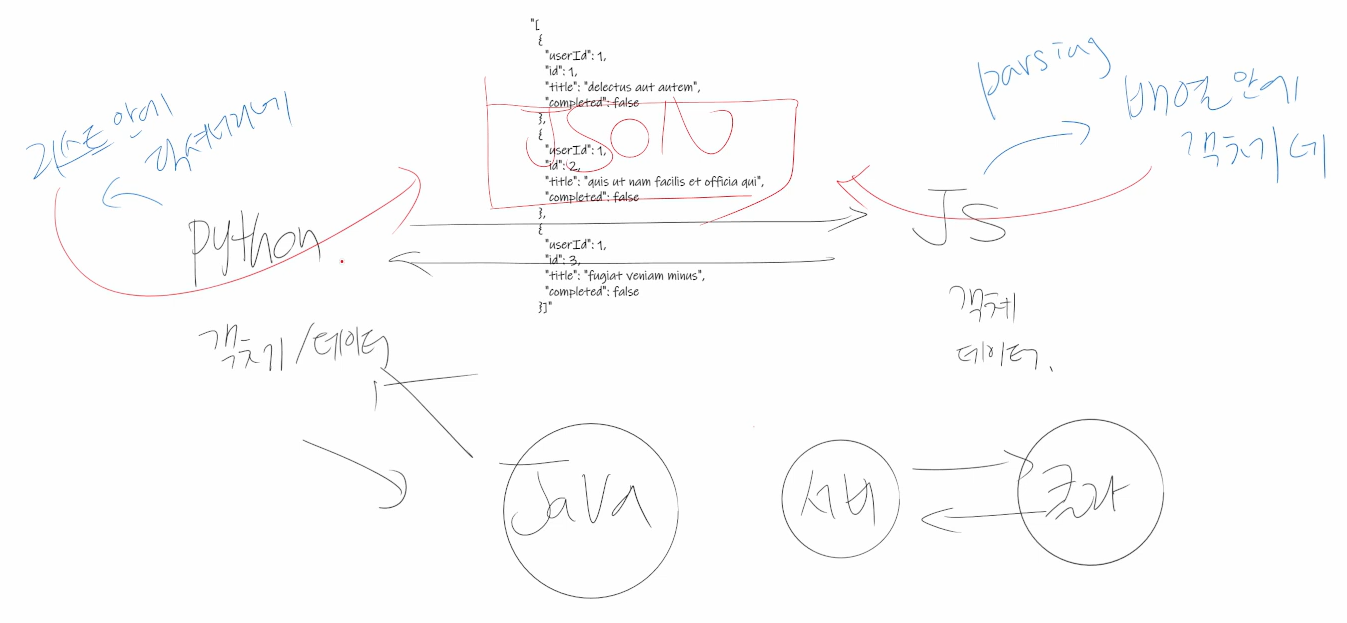 "[
{
"userId": 1,
"id": 1,
"title": "delectus aut autem",
"completed": false
},
{
"userId": 1,
"id": 2,
"title": "quis ut nam facilis et officia qui",
"completed": false
},
{
"userId": 1,
"id": 3,
"title": "fugiat veniam minus",
"completed": false
}]"
JSON
리스트 안에
딕셔너리
python
객체 / 데이터
parsing
배열 안에
객체
JS
객체
데이터.
Java
서버
클라